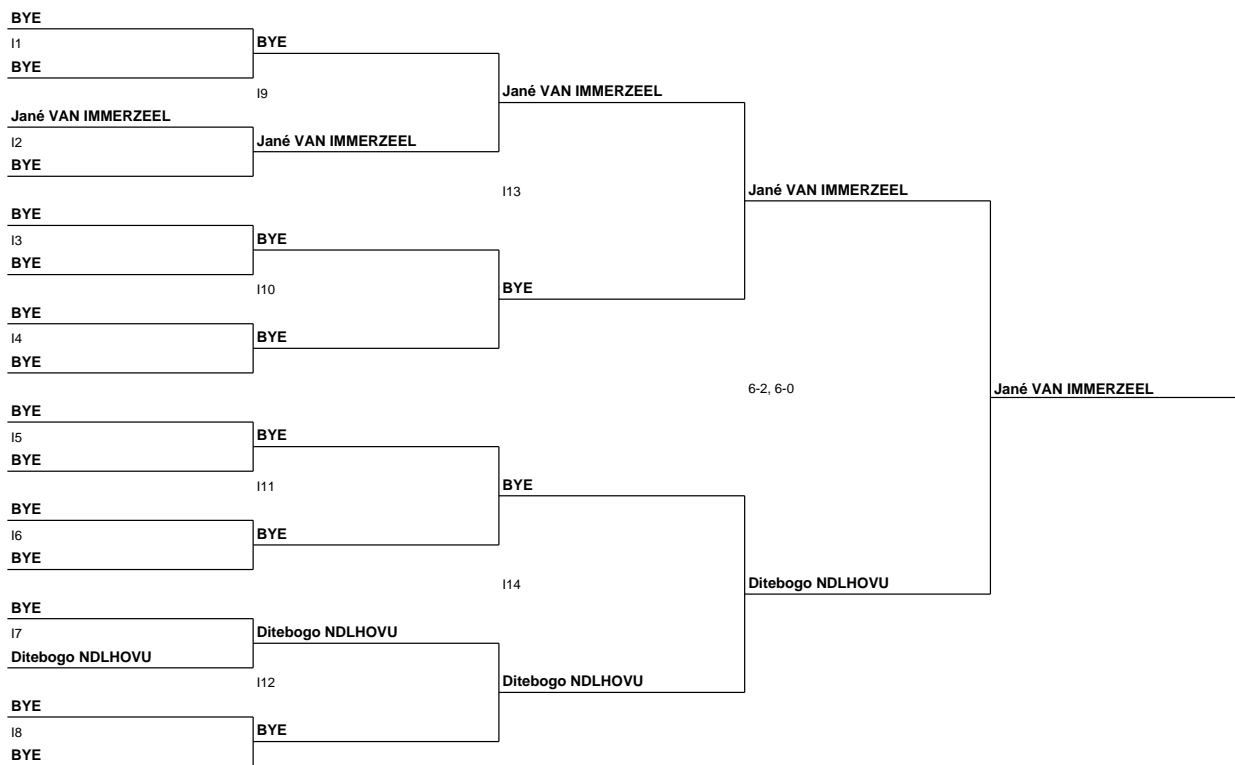 BYE
I1
BYE
BYE
I9
Jané VAN IMMERZEEL
Jané VAN IMMERZEEL
I2
Jané VAN IMMERZEEL
BYE
I13
Jané VAN IMMERZEEL
BYE
I3
BYE
BYE
I10
BYE
BYE
I4
BYE
BYE
6-2, 6-0
Jané VAN IMMERZEEL
BYE
I5
BYE
BYE
I11
BYE
BYE
I6
BYE
BYE
I14
Ditebogo NDLHOVU
BYE
I7
Ditebogo NDLHOVU
Ditebogo NDLHOVU
I12
Ditebogo NDLHOVU
BYE
I8
BYE
BYE